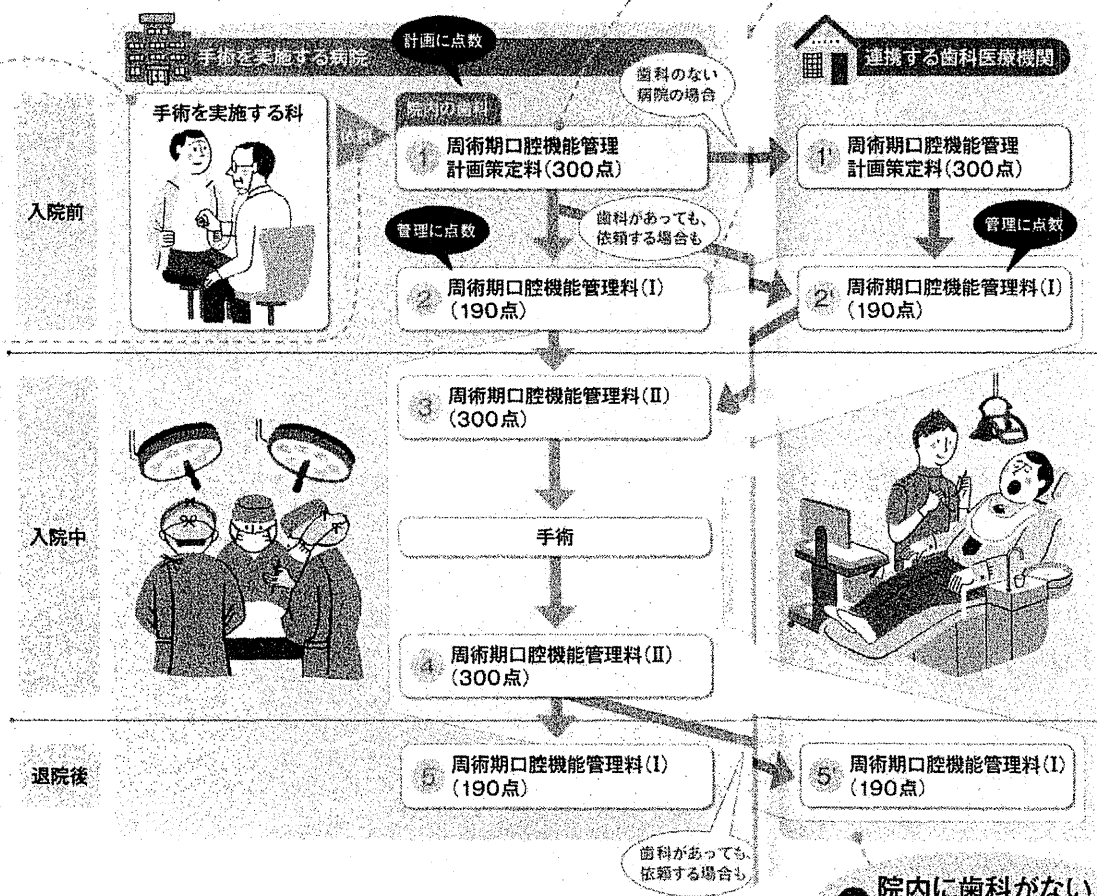 手術を実施する病院
計画に点数
歯科のない
病院の場合
連携する歯科医療機関
手術を実施する科
入院前
1 周術期口腔機能管理
計画策定料(300点)
1' 周術期口腔機能管理
計画策定料(300点)
管理に点数
歯科があっても、
依頼する場合も
管理に点数
2 周術期口腔機能管理料(Ⅰ)
(190点)
2' 周術期口腔機能管理料(Ⅰ)
(190点)
入院中
3 周術期口腔機能管理料(Ⅱ)
(300点)
手術
4 周術期口腔機能管理料(Ⅱ)
(300点)
退院後
5 周術期口腔機能管理料(Ⅰ)
(190点)
5' 周術期口腔機能管理料(Ⅰ)
(190点)
歯科があっても、
依頼する場合も
院内に歯科がない